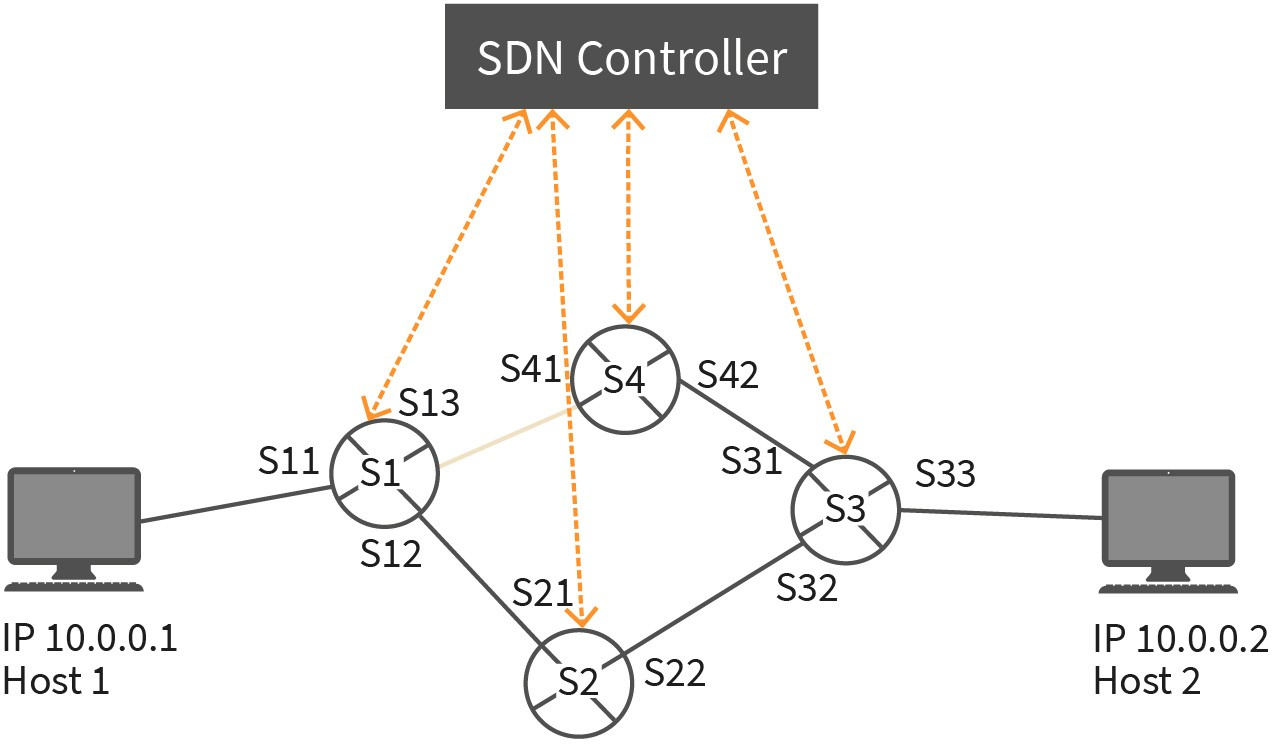 SDN Controller
S41
S4
S42
S13
S11
S1
S31
S33
S3
S12
S21
S32
S2
S22
IP 10.0.0.1
Host 1
IP 10.0.0.2
Host 2